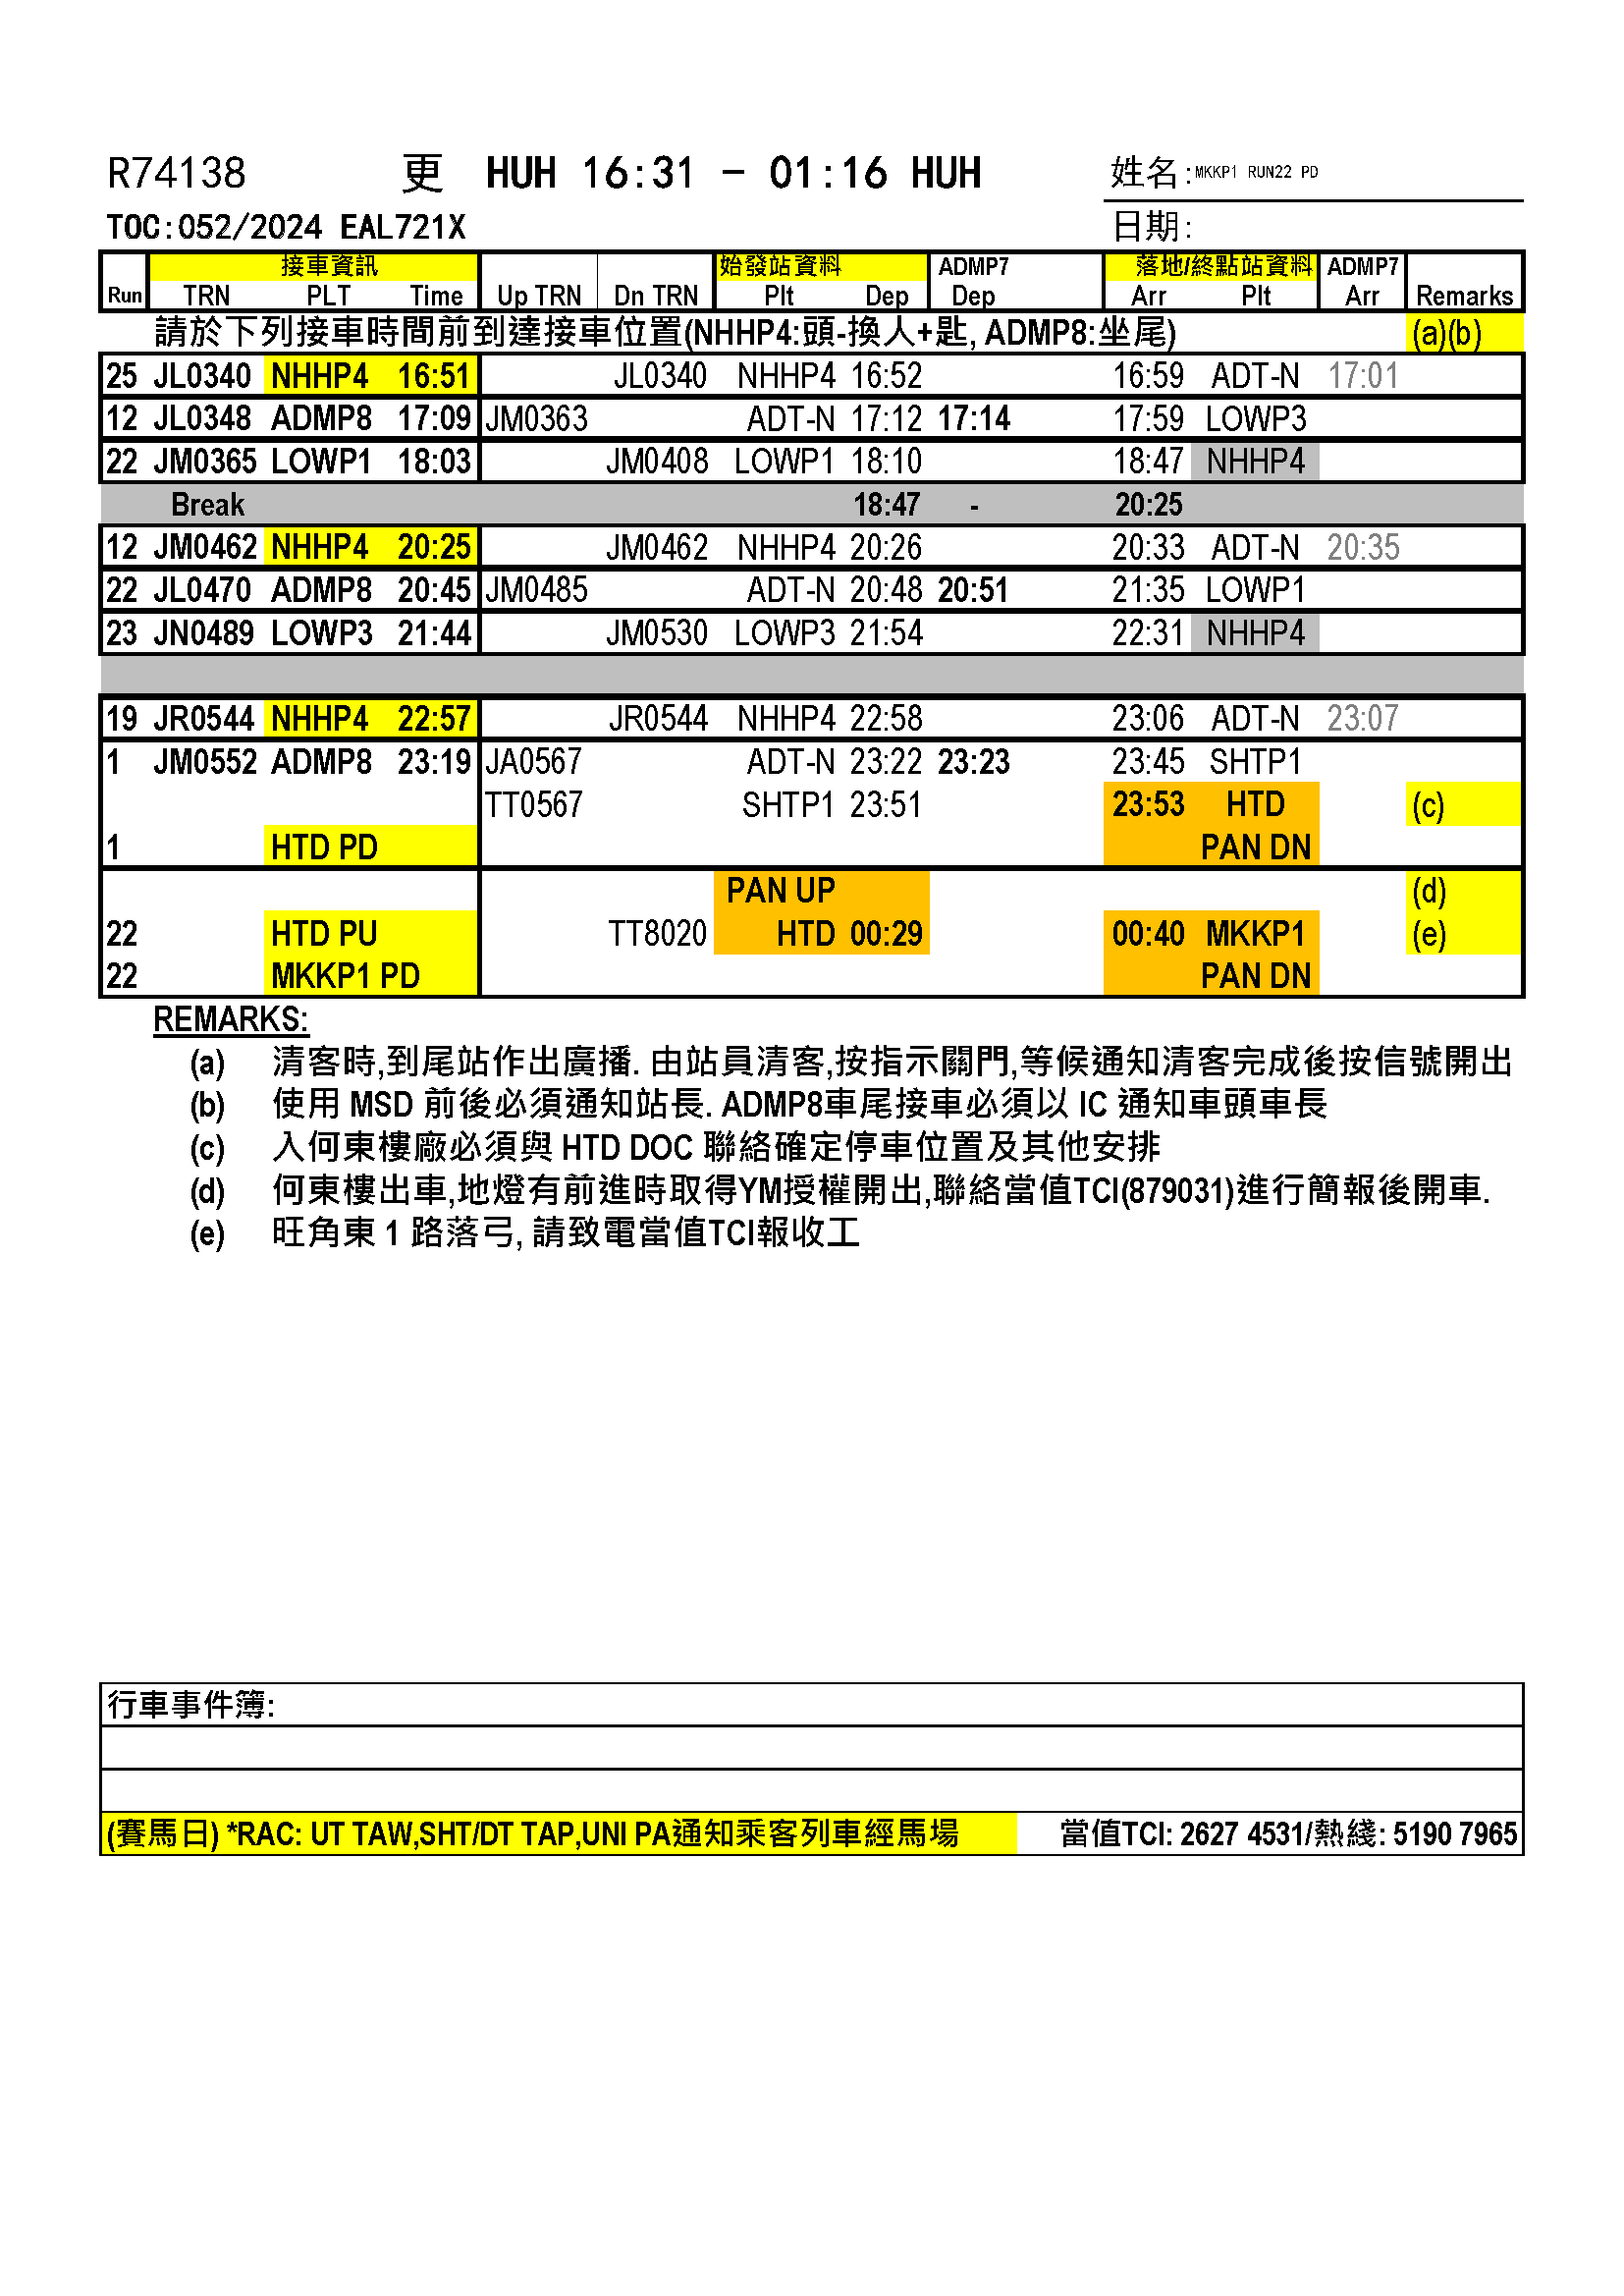 R74138 更 HUH 16:31 - 01:16 HUH 姓名:MKKP1 RUN22 PD
TOC:052/2024 EAL721X 日期:
接車資訊 始發站資料 ADMP7 落地/終點站資料 ADMP7
Run TRN PLT Time Up TRN Dn TRN Plt Dep Dep Arr Plt Arr Remarks
請於下列接車時間前到達接車位置(NHHP4:頭-換人+匙, ADMP8:坐尾) (a)(b)
25 JL0340 NHHP4 16:51 JL0340 NHHP4 16:52 16:59 ADT-N 17:01
12 JL0348 ADMP8 17:09 JM0363 ADT-N 17:12 17:14 17:59 LOWP3
22 JM0365 LOWP1 18:03 JM0408 LOWP1 18:10 18:47 NHHP4
Break 18:47 - 20:25
12 JM0462 NHHP4 20:25 JM0462 NHHP4 20:26 20:33 ADT-N 20:35
22 JL0470 ADMP8 20:45 JM0485 ADT-N 20:48 20:51 21:35 LOWP1
23 JN0489 LOWP3 21:44 JM0530 LOWP3 21:54 22:31 NHHP4
19 JR0544 NHHP4 22:57 JR0544 NHHP4 22:58 23:06 ADT-N 23:07
1 JM0552 ADMP8 23:19 JA0567 ADT-N 23:22 23:23 23:45 SHTP1
TT0567 SHTP1 23:51 23:53 HTD (c)
1 HTD PD PAN DN
PAN UP (d)
22 HTD PU TT8020 HTD 00:29 00:40 MKKP1 (e)
22 MKKP1 PD PAN DN
REMARKS:
(a) 清客時,到尾站作出廣播. 由站員清客,按指示關門,等候通知清客完成後按信號開出
(b) 使用 MSD 前後必須通知站長. ADMP8車尾接車必須以 IC 通知車頭車長
(c) 入何東樓廠必須與 HTD DOC 聯絡確定停車位置及其他安排
(d) 何東樓出車,地燈有前進時取得YM授權開出,聯絡當值TCI(879031)進行簡報後開車.
(e) 旺角東 1 路落弓, 請致電當值TCI報收工
行車事件簿:
(賽馬日) *RAC: UT TAW,SHT/DT TAP,UNI PA通知乘客列車經馬場 當值TCI: 2627 4531/熱綫: 5190 7965